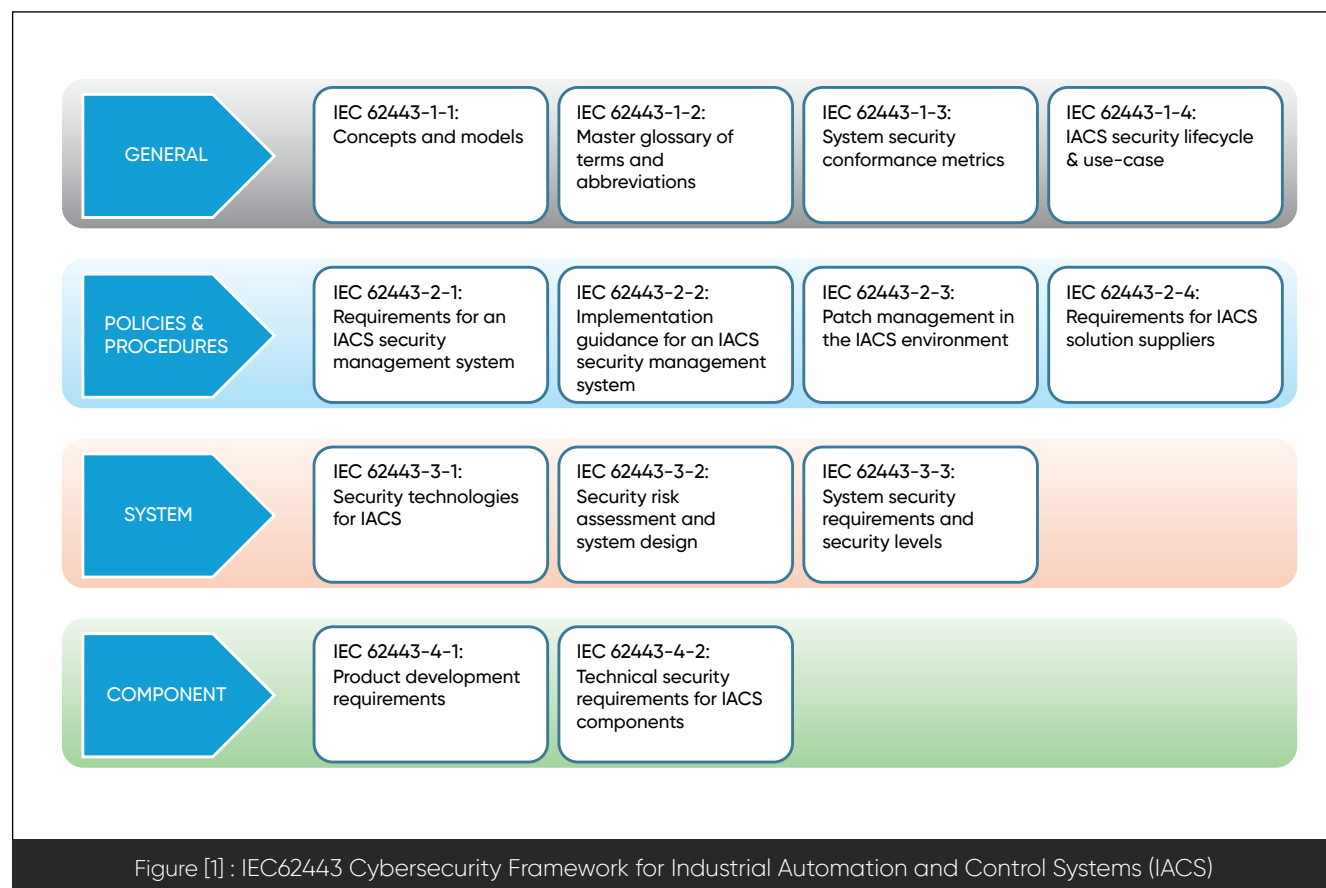 GENERAL
IEC 62443-1-1:
Concepts and models
IEC 62443-1-2:
Master glossary of
terms and
abbreviations
IEC 62443-1-3:
System security
conformance metrics
IEC 62443-1-4:
IACS security lifecycle
& use-case
POLICIES &
PROCEDURES
IEC 62443-2-1:
Requirements for an
IACS security
management system
IEC 62443-2-2:
Implementation
guidance for an IACS
security management
system
IEC 62443-2-3:
Patch management in
the IACS environment
IEC 62443-2-4:
Requirements for IACS
solution suppliers
SYSTEM
IEC 62443-3-1:
Security technologies
for IACS
IEC 62443-3-2:
Security risk
assessment and
system design
IEC 62443-3-3:
System security
requirements and
security levels
COMPONENT
IEC 62443-4-1:
Product development
requirements
IEC 62443-4-2:
Technical security
requirements for IACS
components
Figure [1] : IEC62443 Cybersecurity Framework for Industrial Automation and Control Systems (IACS)